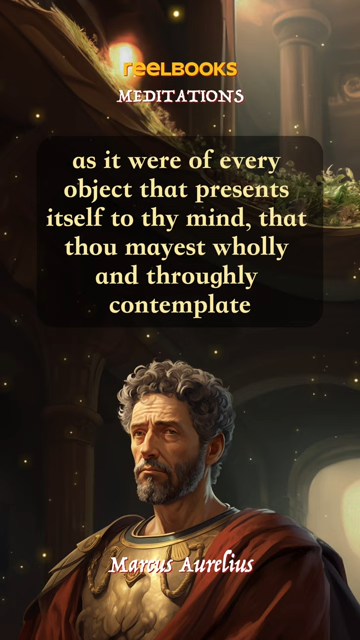 reelbooks
MEDITATIONS
as it were of every
object that presents
itself to thy mind, that
thou mayest wholly
and throughly
contemplate
Marcus Aurelius